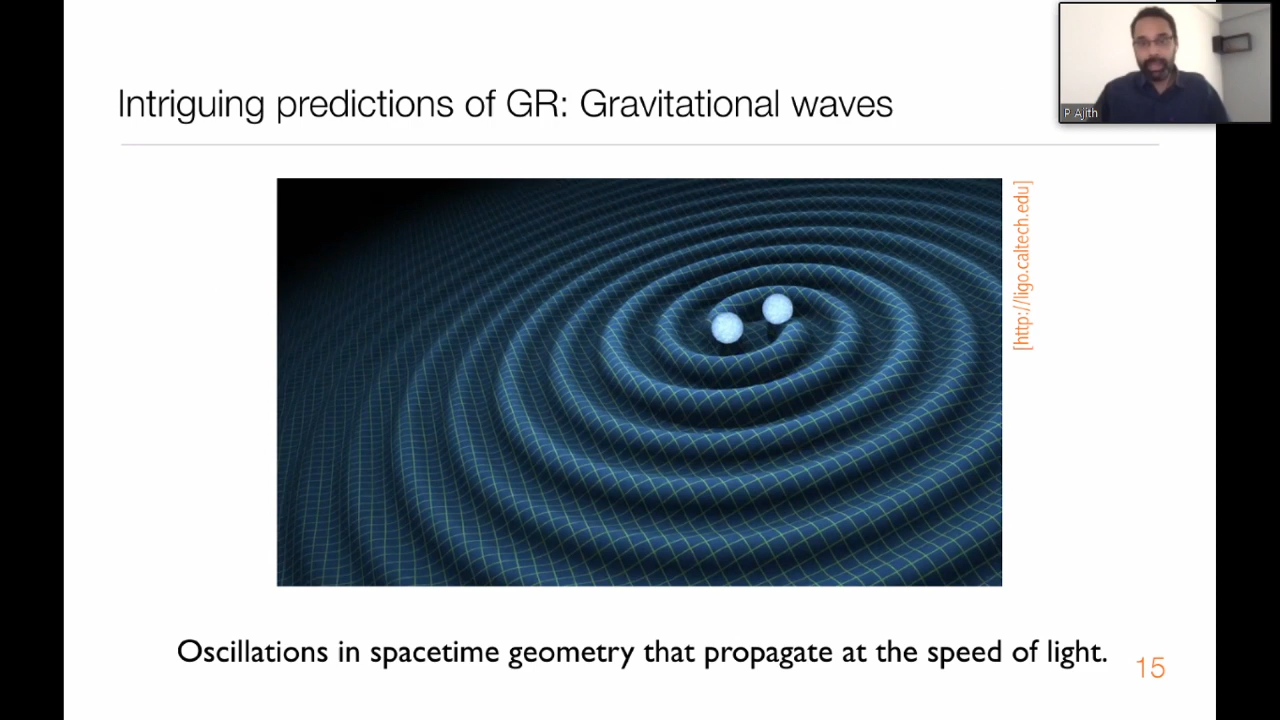 Intriguing predictions of GR: Gravitational waves
P Ajith
[http://ligo.caltech.edu]
Oscillations in spacetime geometry that propagate at the speed of light.
15